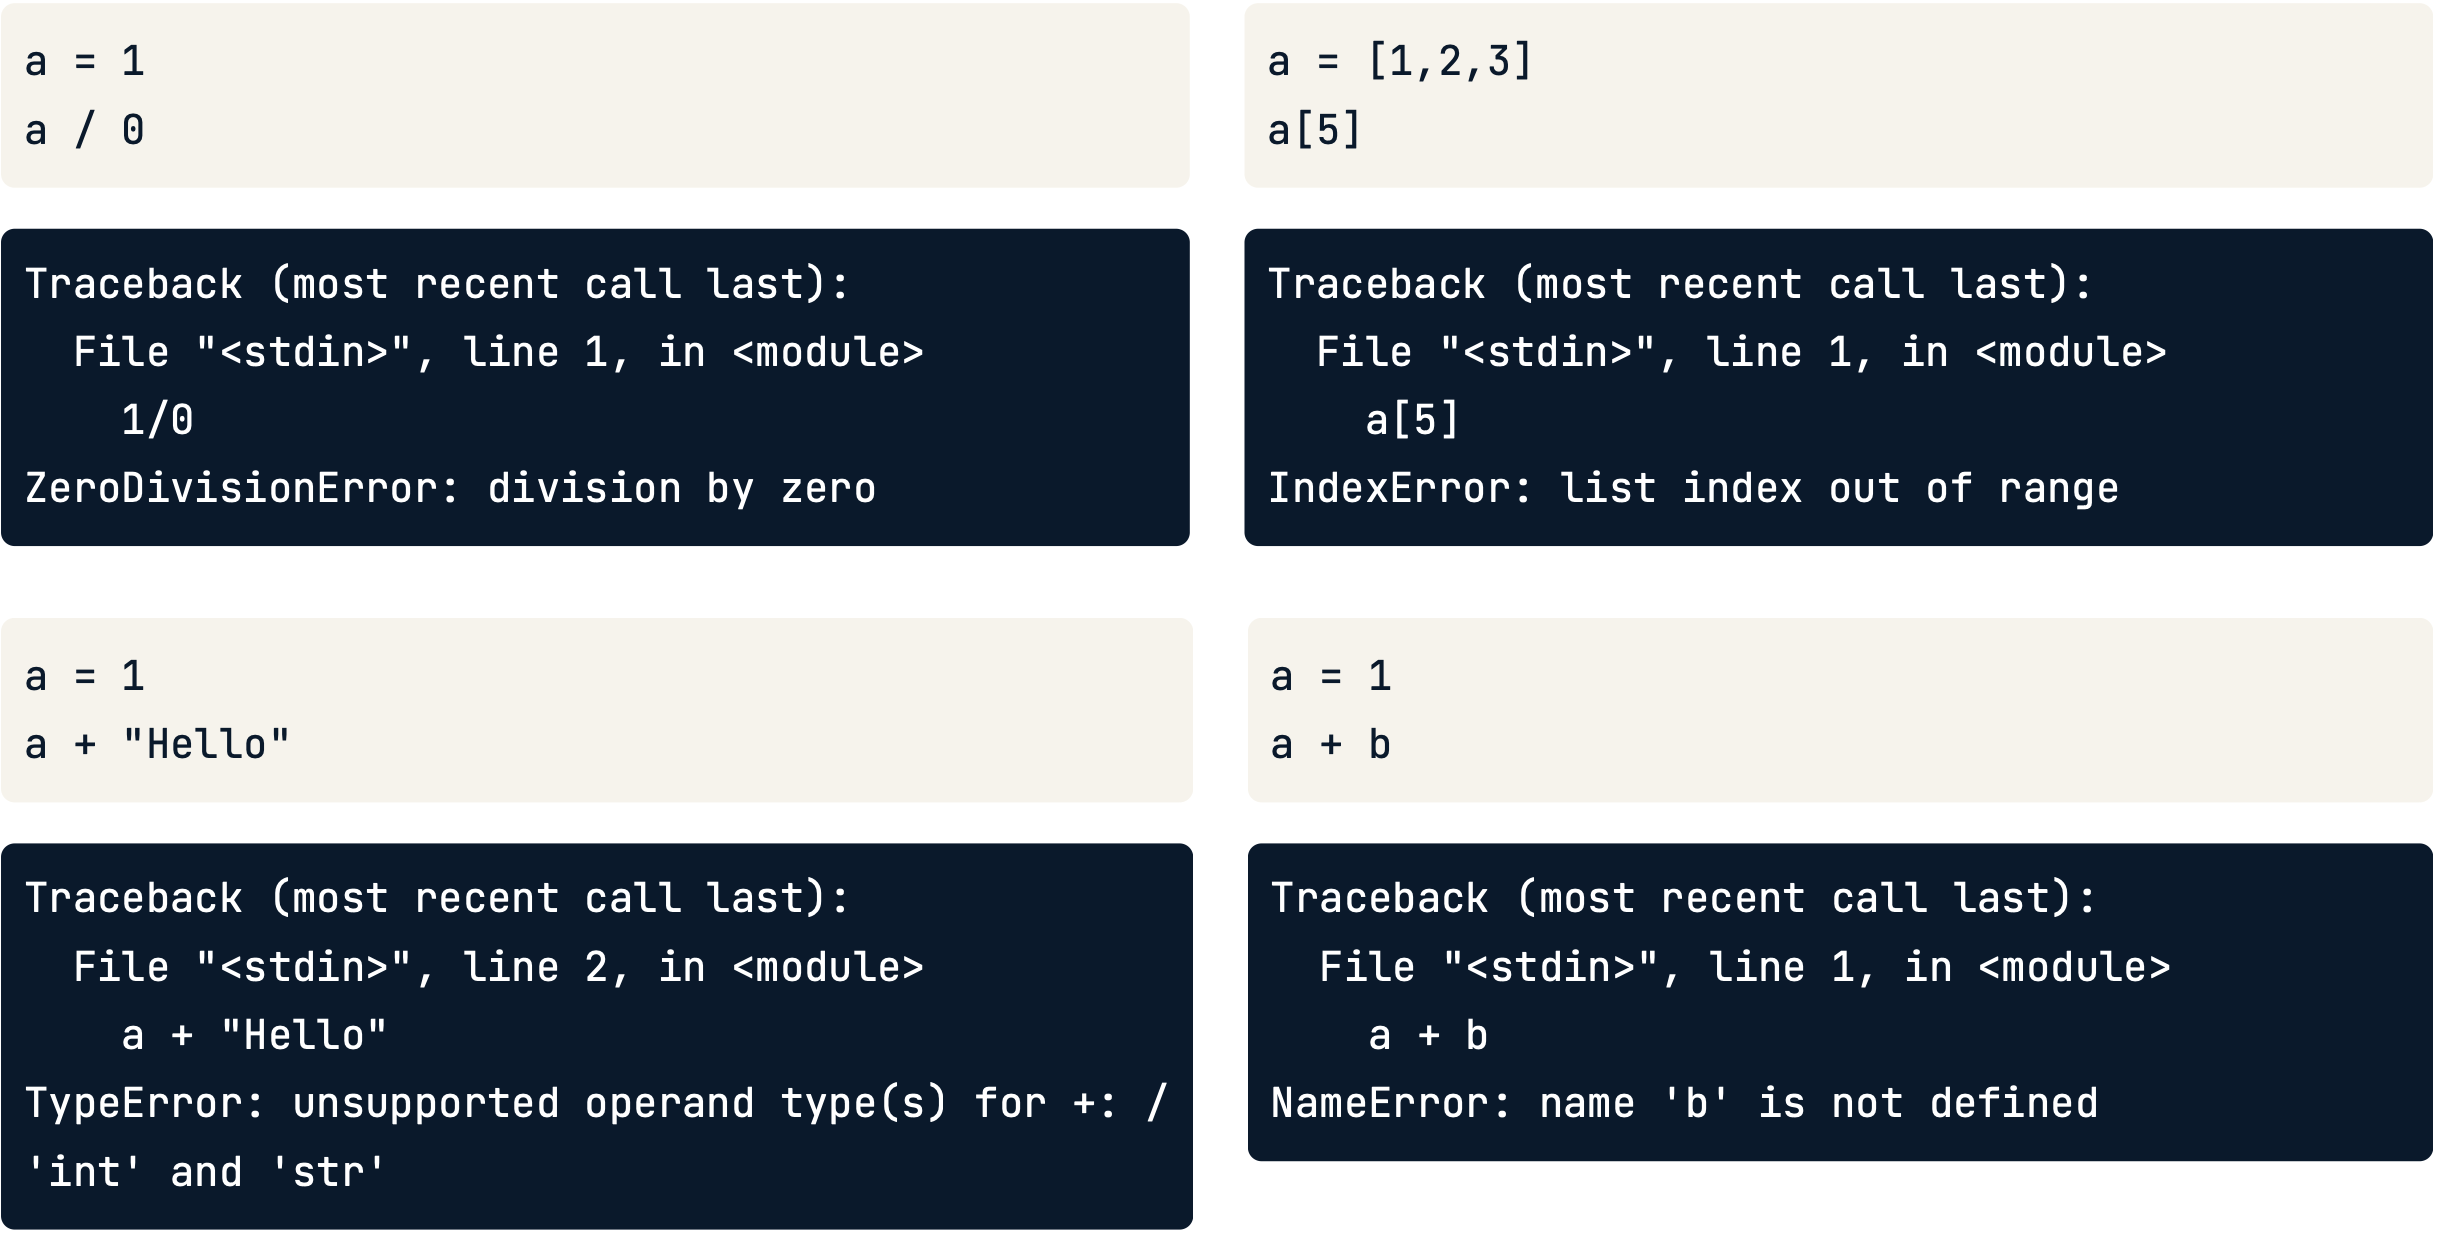 a = 1
a / 0
Traceback (most recent call last):
  File "<stdin>", line 1, in <module>
    1/0
ZeroDivisionError: division by zero
a = [1,2,3]
a[5]
Traceback (most recent call last):
  File "<stdin>", line 1, in <module>
    a[5]
IndexError: list index out of range
a = 1
a + "Hello"
Traceback (most recent call last):
  File "<stdin>", line 2, in <module>
    a + "Hello"
TypeError: unsupported operand type(s) for +: /
'int' and 'str'
a = 1
a + b
Traceback (most recent call last):
  File "<stdin>", line 1, in <module>
    a + b
NameError: name 'b' is not defined